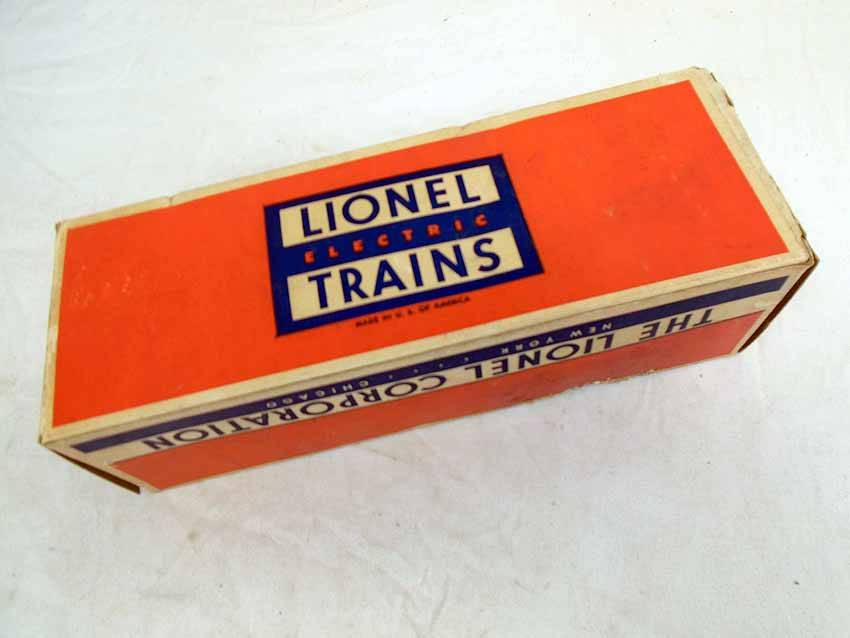 LIONEL
ELECTRIC
TRAINS
MADE IN U. S. OF AMERICA
THE LIONEL CORPORATION
NEW YORK CHICAGO